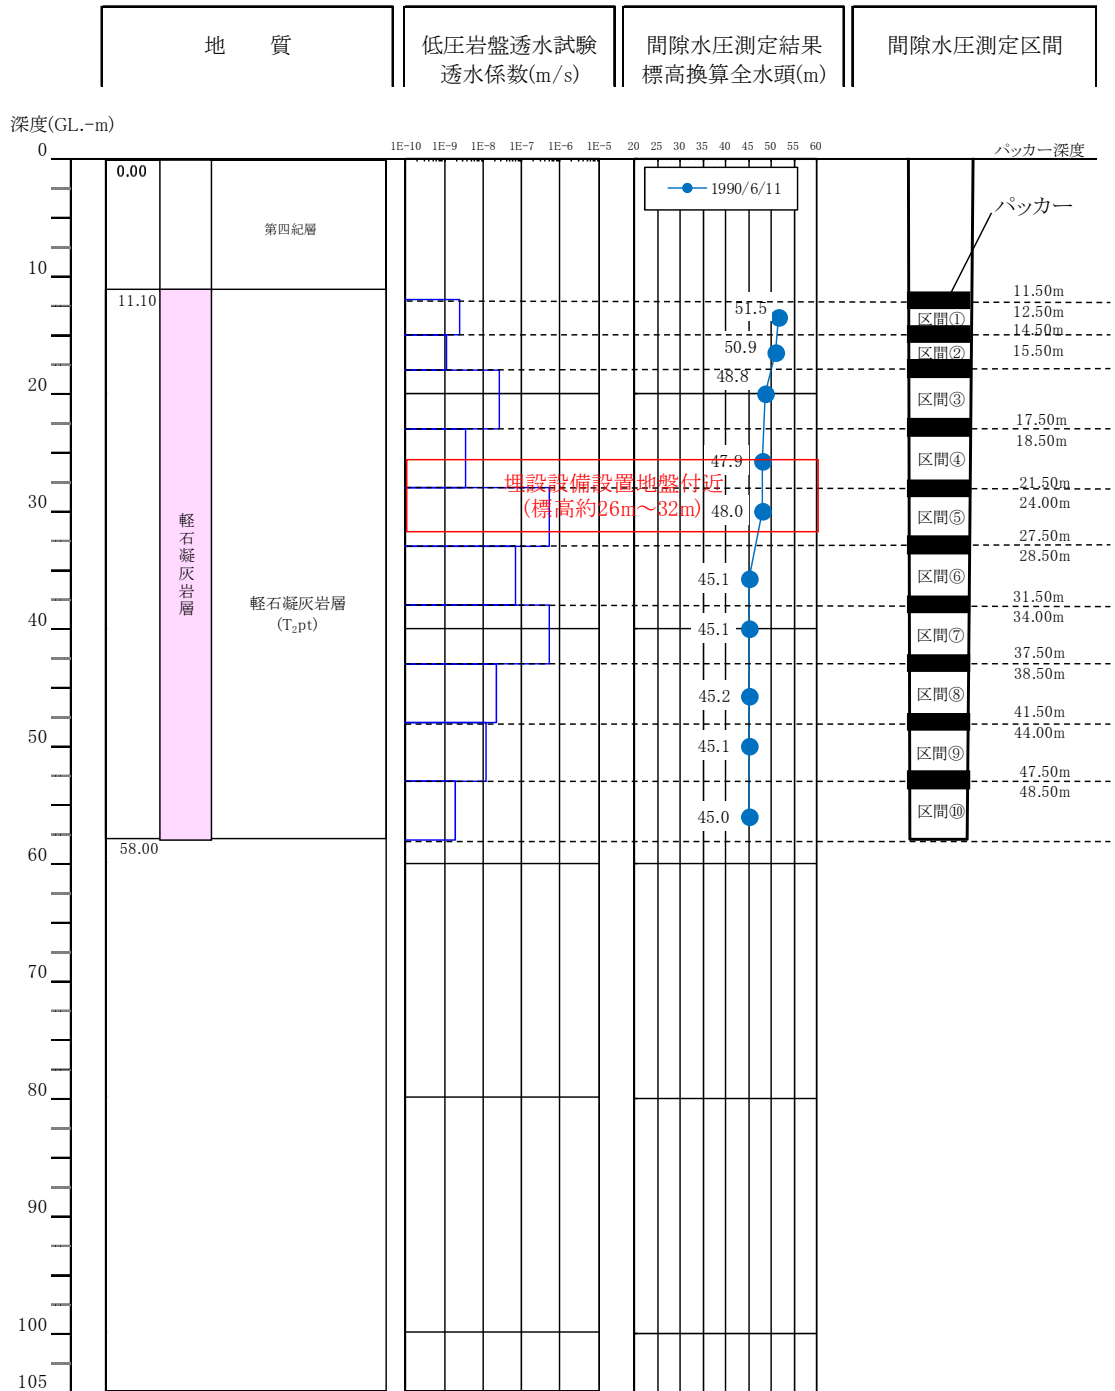 地　質
低圧岩盤透水試験
透水係数(m/s)
間隙水圧測定結果
標高換算全水頭(m)
間隙水圧測定区間
深度(GL.-m)
1E-10 1E-9 1E-8 1E-7 1E-6 1E-5
20 25 30 35 40 45 50 55 60
パッカー深度
0
0.00
1990/6/11
パッカー
第四紀層
10
11.10
11.50m
51.5
12.50m
区間①
14.50m
50.9
区間②
15.50m
48.8
20
区間③
17.50m
18.50m
47.9
区間④
埋設設備設置地盤付近
(標高約26m～32m)
21.50m
24.00m
30
48.0
区間⑤
27.50m
28.50m
軽石凝灰岩層
45.1
区間⑥
31.50m
軽石凝灰岩層
(T₂pt)
34.00m
40
45.1
区間⑦
37.50m
38.50m
45.2
区間⑧
41.50m
44.00m
50
45.1
区間⑨
47.50m
48.50m
45.0
区間⑩
58.00
60
70
80
90
100
105